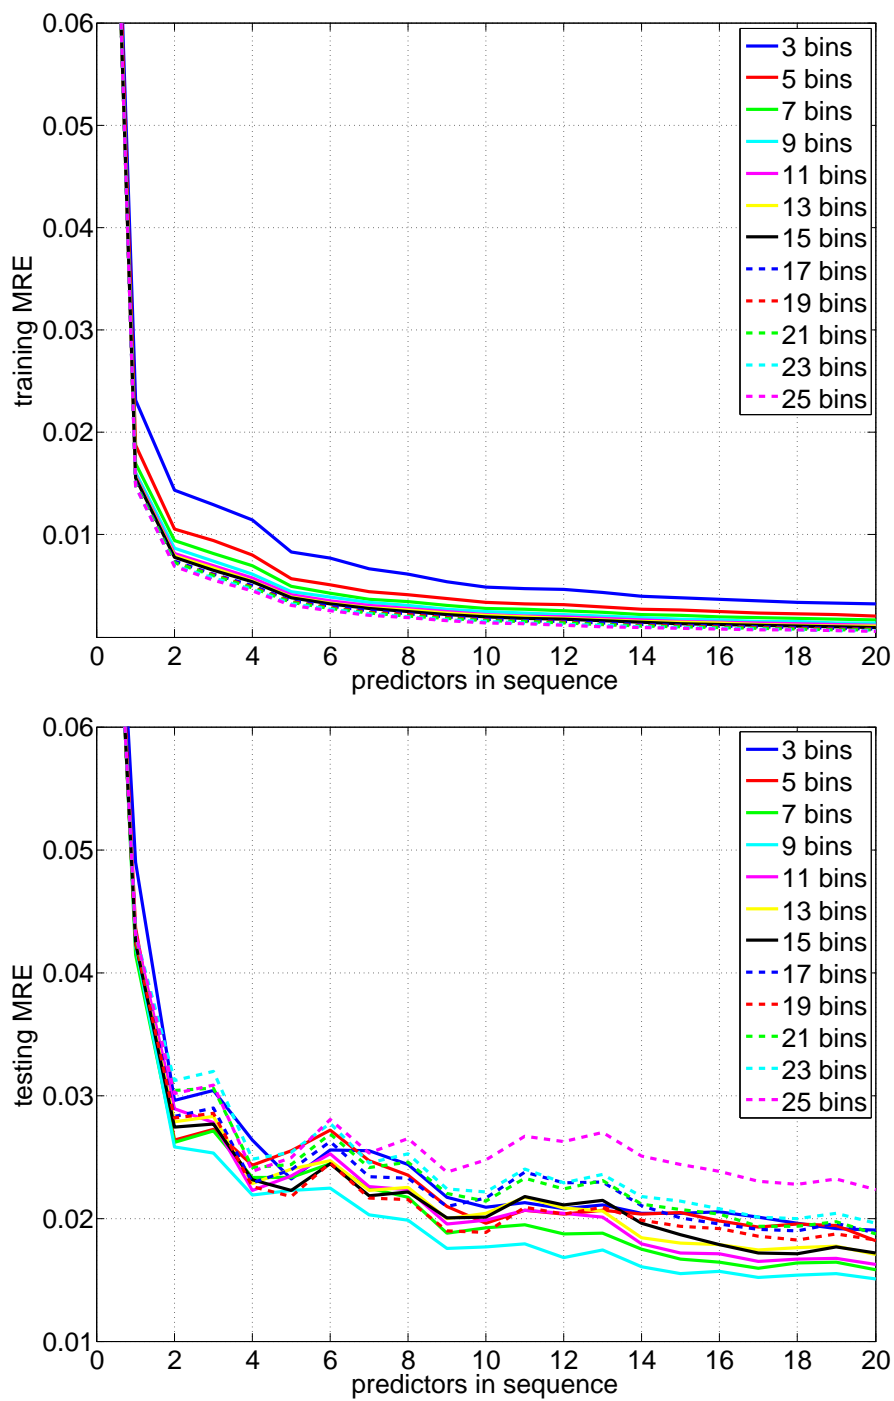 0.06
0.05
0.04
0.03
0.02
0.01
training MRE
3 bins
5 bins
7 bins
9 bins
11 bins
13 bins
15 bins
17 bins
19 bins
21 bins
23 bins
25 bins
0 2 4 6 8 10 12 14 16 18 20
predictors in sequence
0.06
0.05
0.04
0.03
0.02
0.01
testing MRE
3 bins
5 bins
7 bins
9 bins
11 bins
13 bins
15 bins
17 bins
19 bins
21 bins
23 bins
25 bins
0 2 4 6 8 10 12 14 16 18 20
predictors in sequence